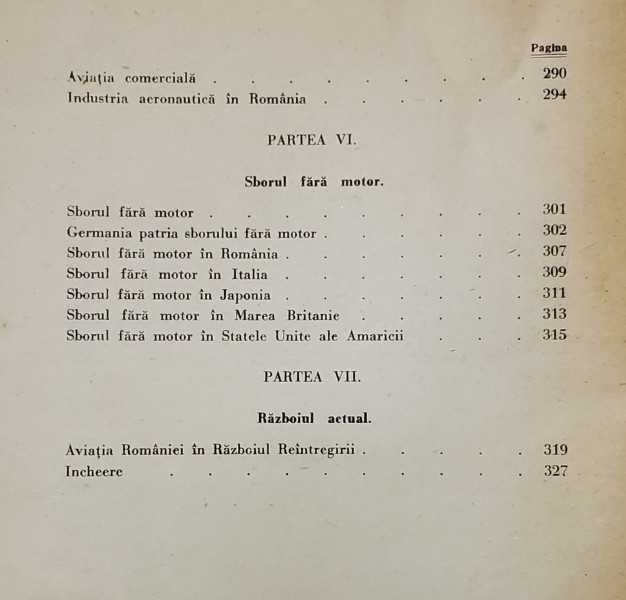 Pagina
Aviația comercială . . . . . . . . . 290
Industria aeronautică în România . . . . . . 294
PARTEA VI.
Sborul fără motor.
Sborul fără motor . . . . . . . . . 301
Germania patria sborului fără motor . . . . . . 302
Sborul fără motor în România . . . . . . . 307
Sborul fără motor în Italia . . . . . . . 309
Sborul fără motor în Japonia . . . . . . . 311
Sborul fără motor în Marea Britanie . . . . . 313
Sborul fără motor în Statele Unite ale Amaricii . . . 315
PARTEA VII.
Războiul actual.
Aviația României în Războiul Reîntregirii . . . . . 319
Incheere . . . . . . . . . 327